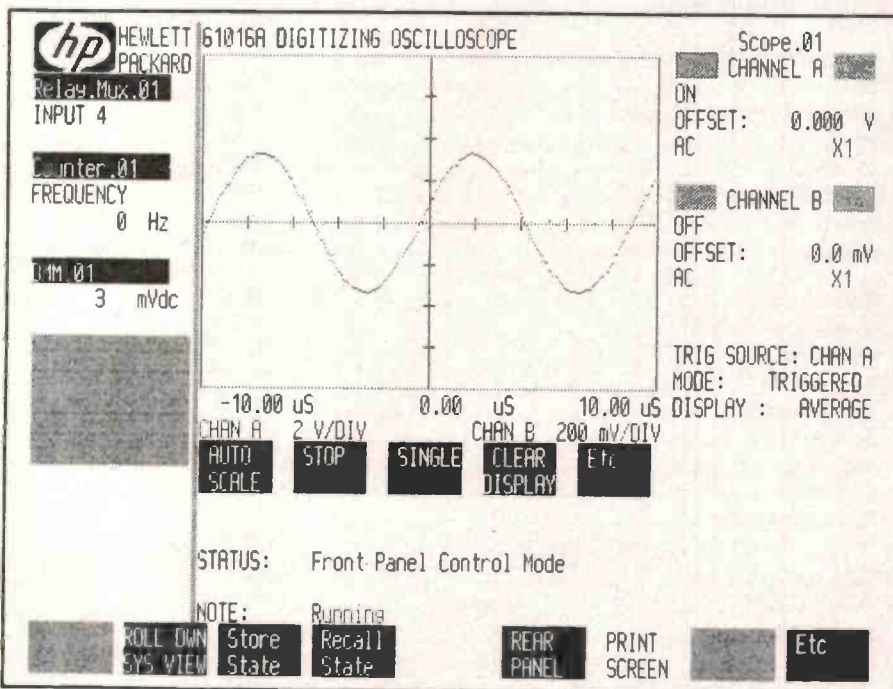 hp HEWLETT PACKARD
61016A DIGITIZING OSCILLOSCOPE
Relay.Mux.01
INPUT 4
Counter.01
FREQUENCY
0 Hz
DMM.01
3 mVdc
Scope.01
CHANNEL A
ON
OFFSET: 0.000 V
AC X1
CHANNEL B
OFF
OFFSET: 0.0 mV
AC X1
TRIG SOURCE: CHAN A
MODE: TRIGGERED
DISPLAY : AVERAGE
-10.00 uS 0.00 uS 10.00 uS
CHAN A 2 V/DIV CHAN B 200 mV/DIV
AUTO SCALE
STOP
SINGLE
CLEAR DISPLAY
Etc
STATUS: Front Panel Control Mode
NOTE: Running
ROLL DWN SYS VIEW
Store State
Recall State
REAR PANEL
PRINT SCREEN
Etc